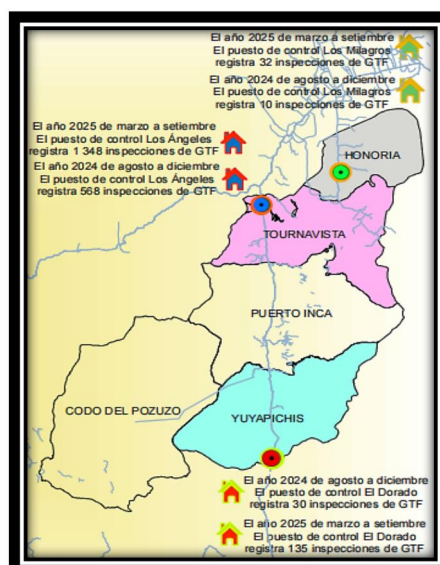 El año 2025 de marzo a setiembre
El puesto de control Los Milagros
registra 32 inspecciones de GTF
El año 2024 de agosto a diciembre
El puesto de control Los Milagros
registra 10 inspecciones de GTF
El año 2025 de marzo a setiembre
El puesto de control Los Ángeles
registra 1 348 inspecciones de GTF
El año 2024 de agosto a diciembre
El puesto de control Los Ángeles
registra 568 inspecciones de GTF
HONORIA
TOURNAVISTA
PUERTO INCA
CODO DEL POZUZO
YUYAPICHIS
El año 2024 de agosto a diciembre
El puesto de control El Dorado
registra 30 inspecciones de GTF
El año 2025 de marzo a setiembre
El puesto de control El Dorado
registra 135 inspecciones de GTF